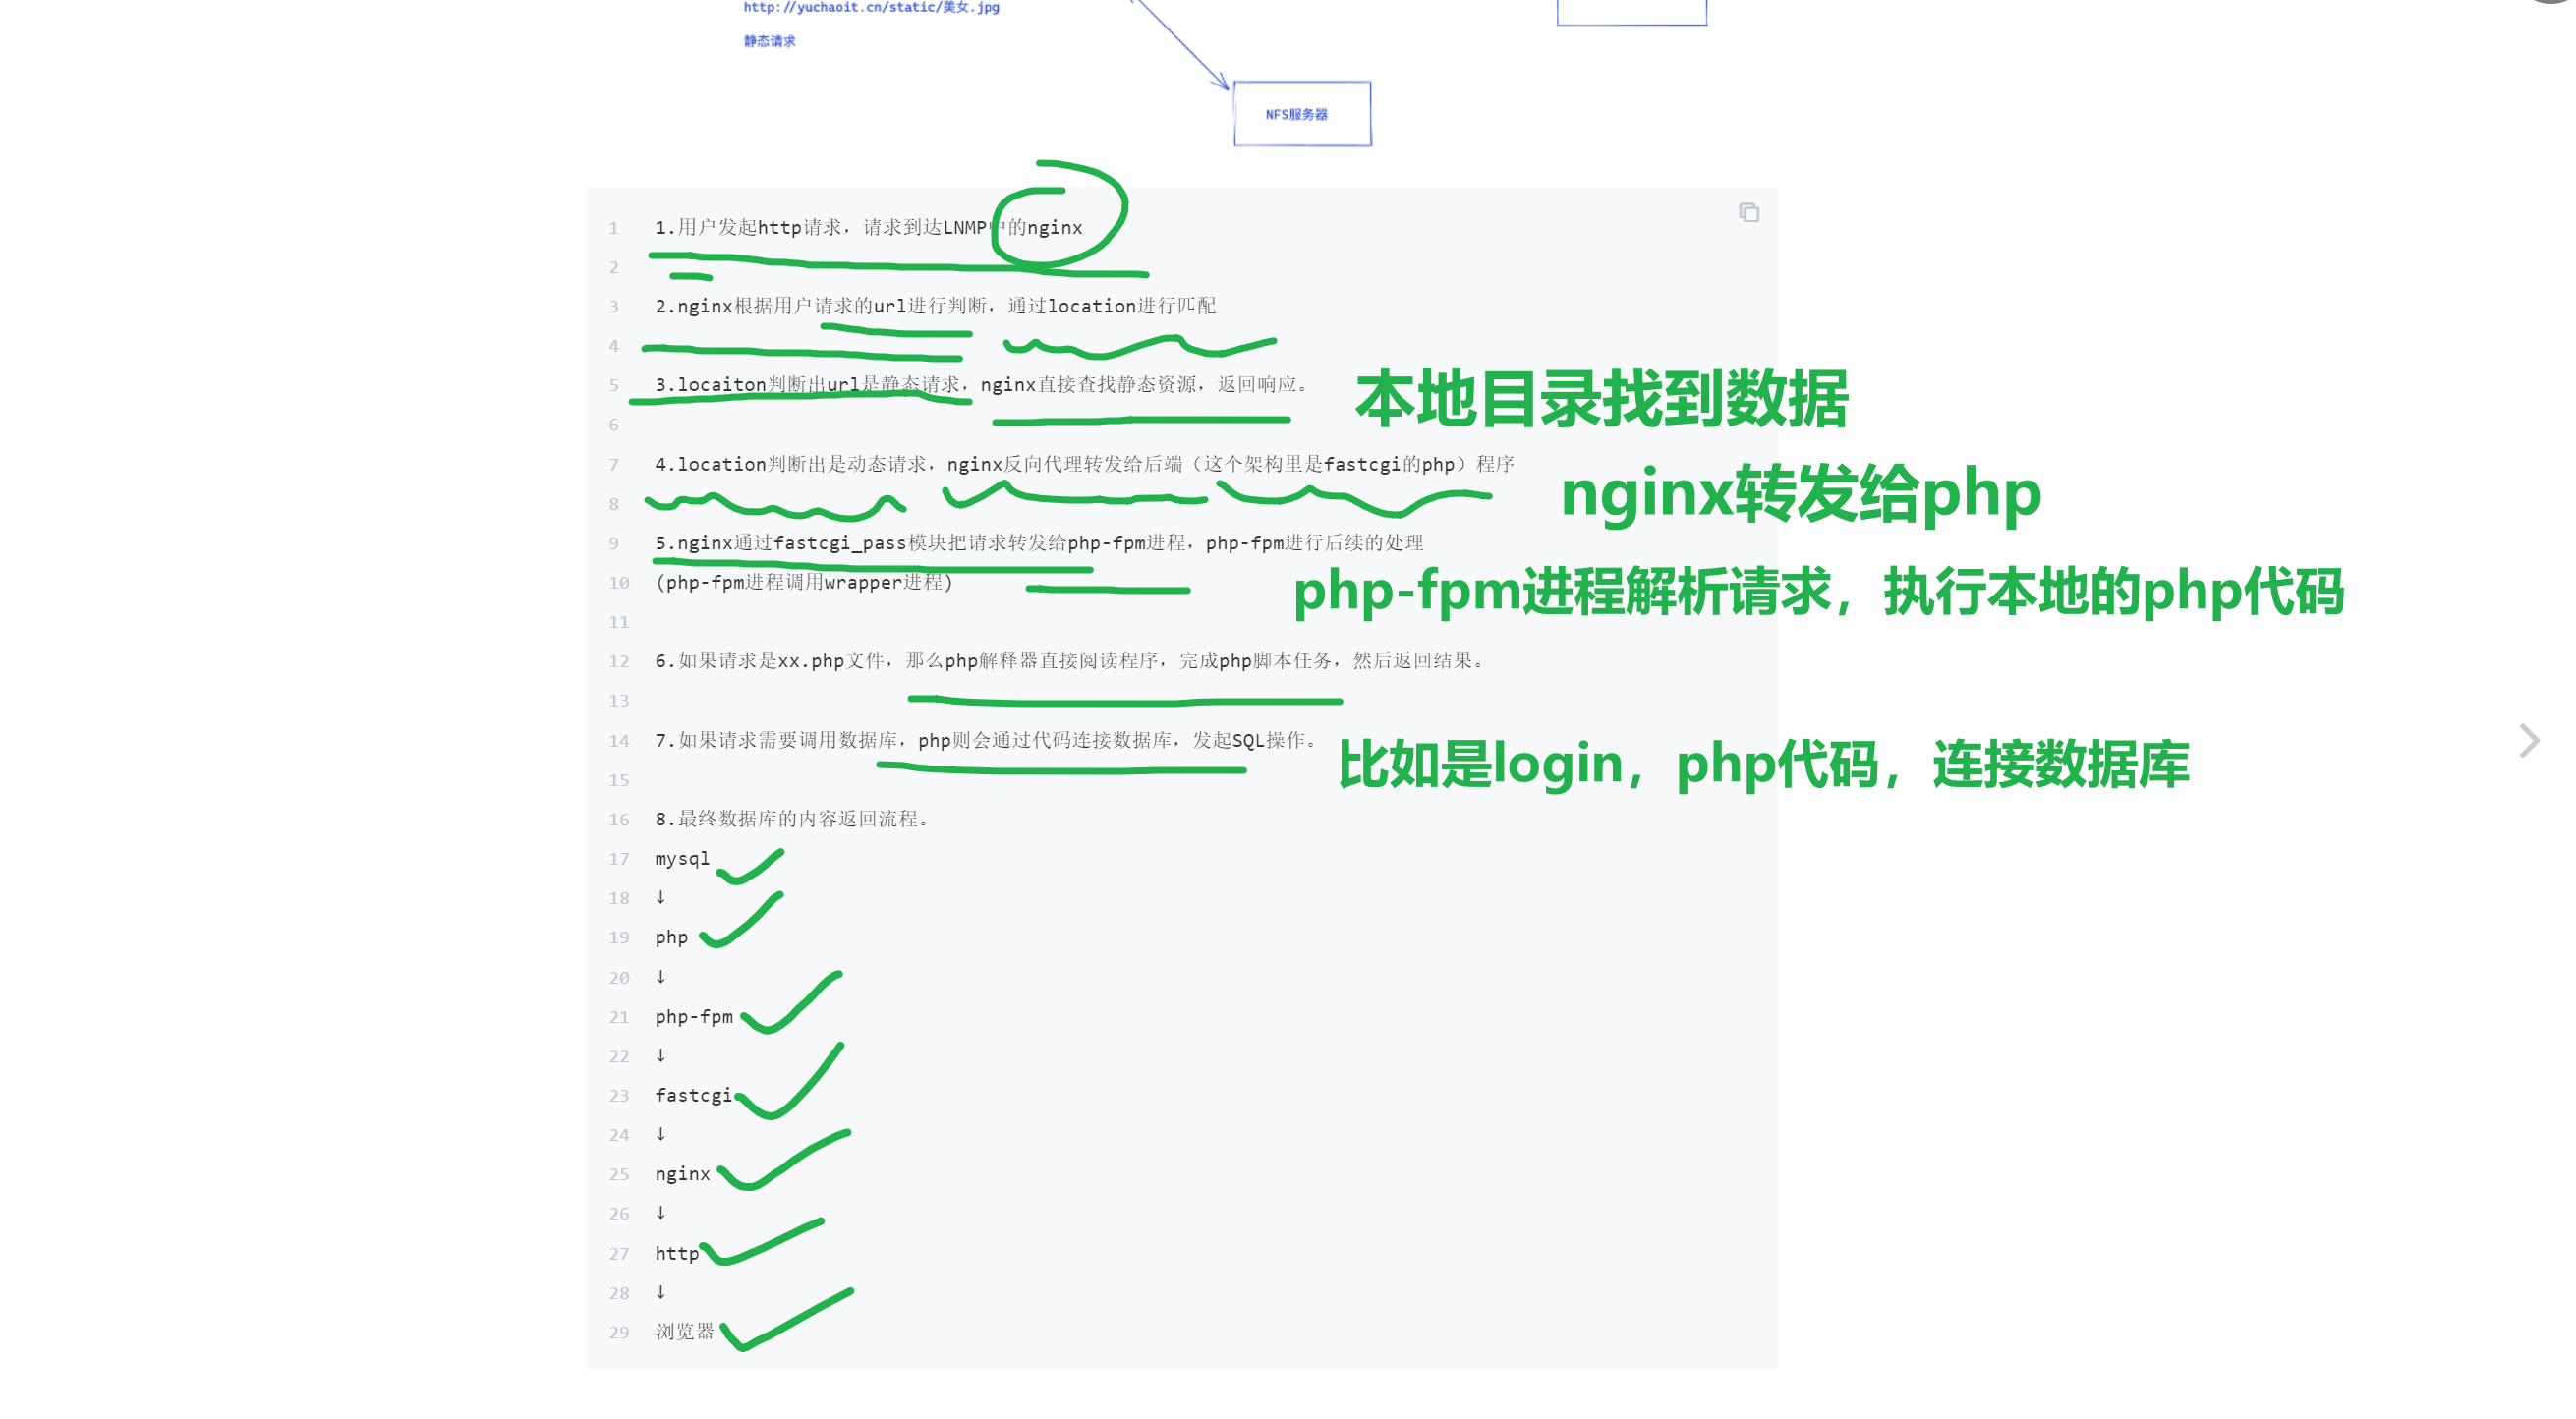 http://yuchaoit.cn/static/美女.jpg
静态请求
NFS服务器
1 1.用户发起http请求，请求到达LNMP中的nginx
2
3 2.nginx根据用户请求的url进行判断，通过location进行匹配
4
5 3.locaiton判断出url是静态请求，nginx直接查找静态资源，返回响应。
本地目录找到数据
6
7 4.location判断出是动态请求，nginx反向代理转发给后端（这个架构里是fastcgi的php）程序
nginx转发给php
8
9 5.nginx通过fastcgi_pass模块把请求转发给php-fpm进程，php-fpm进行后续的处理
10 (php-fpm进程调用wrapper进程)
php-fpm进程解析请求，执行本地的php代码
11
12 6.如果请求是xx.php文件，那么php解释器直接阅读程序，完成php脚本任务，然后返回结果。
13
14 7.如果请求需要调用数据库，php则会通过代码连接数据库，发起SQL操作。
比如是login，php代码，连接数据库
15
16 8.最终数据库的内容返回流程。
17 mysql
18 ↓
19 php
20 ↓
21 php-fpm
22 ↓
23 fastcgi
24 ↓
25 nginx
26 ↓
27 http
28 ↓
29 浏览器